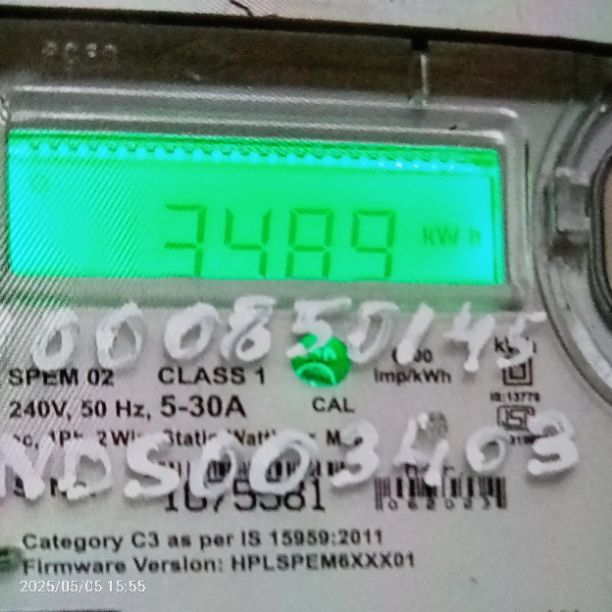 3489 kWh
000850145
SPEM 02 CLASS 1
imp/kWh
240V, 50 Hz, 5-30A CAL
NDS003403
Category C3 as per IS 15959:2011
Firmware Version: HPLSPEM6XXX01
2025/05/05 15:55